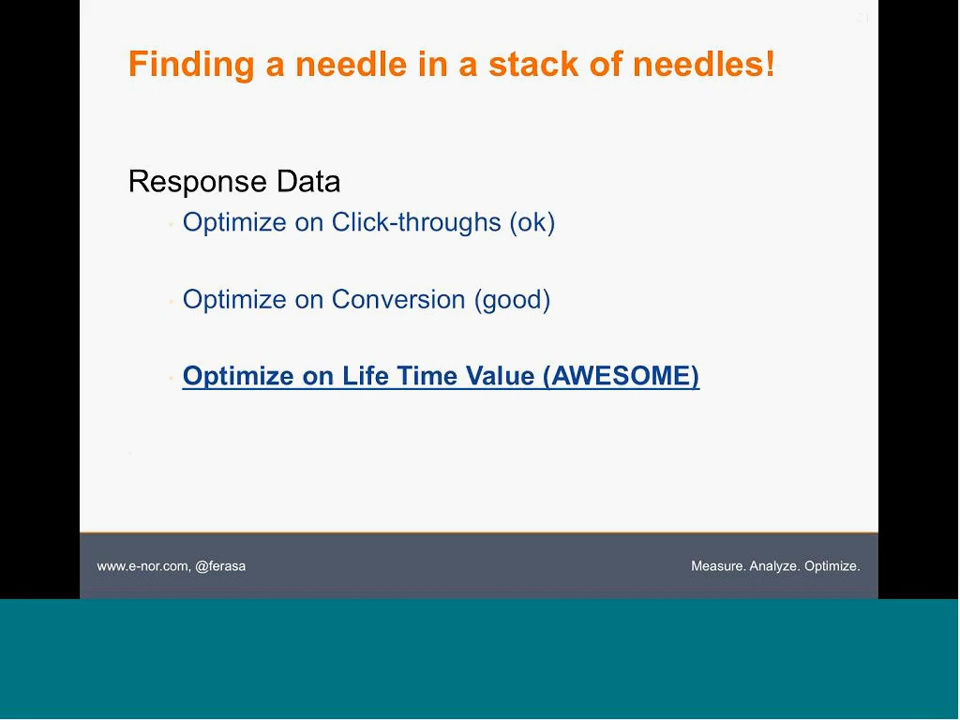 Finding a needle in a stack of needles!
Response Data
Optimize on Click-throughs (ok)
Optimize on Conversion (good)
Optimize on Life Time Value (AWESOME)
www.e-nor.com, @ferasa
Measure. Analyze. Optimize.